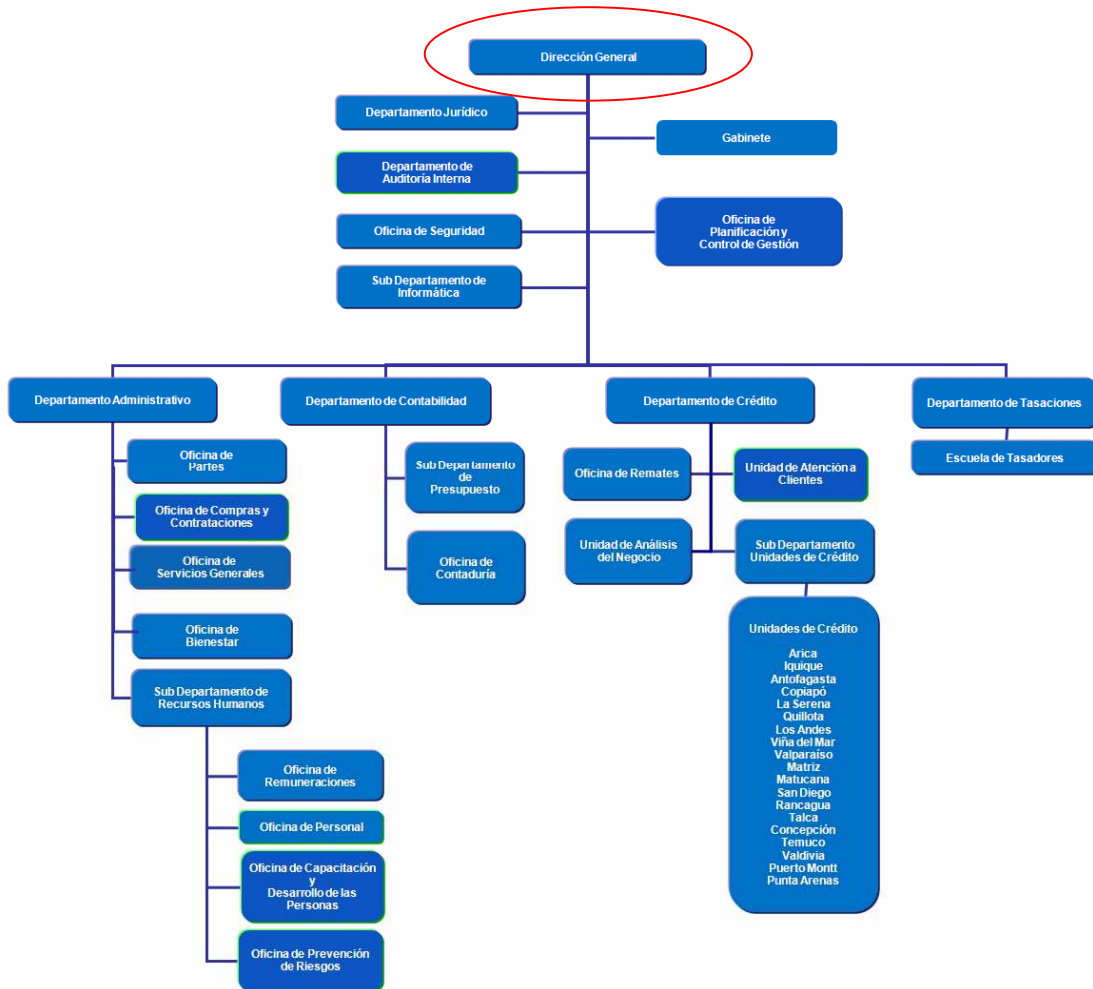 Dirección General
Departamento Jurídico
Gabinete
Departamento de
Auditoría Interna
Oficina de Seguridad
Oficina de
Planificación y
Control de Gestión
Sub Departamento de
Informática
Departamento Administrativo
Departamento de Contabilidad
Departamento de Crédito
Departamento de Tasaciones
Oficina de
Partes
Oficina de Compras y
Contrataciones
Oficina de
Servicios Generales
Oficina de
Bienestar
Sub Departamento de
Recursos Humanos
Oficina de
Remuneraciones
Oficina de Personal
Oficina de Capacitación
y
Desarrollo de las
Personas
Oficina de Prevención
de Riesgos
Sub Departamento
de
Presupuesto
Oficina de
Contaduría
Oficina de Remates
Unidad de Atención a
Clientes
Unidad de Análisis
del Negocio
Sub Departamento
Unidades de Crédito
Unidades de Crédito
Arica
Iquique
Antofagasta
Copiapó
La Serena
Quillota
Los Andes
Viña del Mar
Valparaíso
Matriz
Matucana
San Diego
Rancagua
Talca
Concepción
Temuco
Valdivia
Puerto Montt
Punta Arenas
Escuela de Tasadores